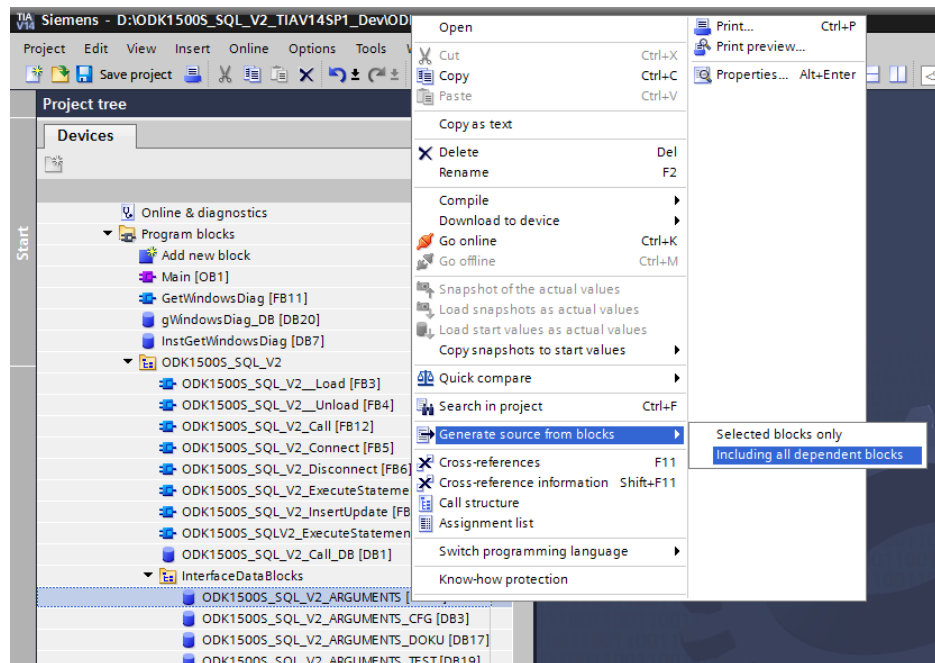 TIA V14 Siemens - D:\ODK1500S_SQL_V2_TIAV14SP1_Dev\OD
Project Edit View Insert Online Options Tools
Save project
Project tree
Devices
Start
Online & diagnostics
Program blocks
Add new block
Main [OB1]
GetWindowsDiag [FB11]
gWindowsDiag_DB [DB20]
InstGetWindowsDiag [DB7]
ODK1500S_SQL_V2
ODK1500S_SQL_V2__Load [FB3]
ODK1500S_SQL_V2__Unload [FB4]
ODK1500S_SQL_V2_Call [FB12]
ODK1500S_SQL_V2_Connect [FB5]
ODK1500S_SQL_V2_Disconnect [FB6]
ODK1500S_SQL_V2_ExecuteStateme
ODK1500S_SQL_V2_InsertUpdate [FB
ODK1500S_SQLV2_ExecuteStatemen
ODK1500S_SQL_V2_Call_DB [DB1]
InterfaceDataBlocks
ODK1500S_SQL_V2_ARGUMENTS [
ODK1500S_SQL_V2_ARGUMENTS_CFG [DB3]
ODK1500S_SQL_V2_ARGUMENTS_DOKU [DB17]
ODK1500S_SQL_V2_ARGUMENTS_TEST [DB19]
Open
Cut Ctrl+X
Copy Ctrl+C
Paste Ctrl+V
Copy as text
Delete Del
Rename F2
Compile
Download to device
Go online Ctrl+K
Go offline Ctrl+M
Snapshot of the actual values
Load snapshots as actual values
Load start values as actual values
Copy snapshots to start values
Quick compare
Search in project Ctrl+F
Generate source from blocks
Cross-references F11
Cross-reference information Shift+F11
Call structure
Assignment list
Switch programming language
Know-how protection
Print... Ctrl+P
Print preview...
Properties... Alt+Enter
Selected blocks only
Including all dependent blocks